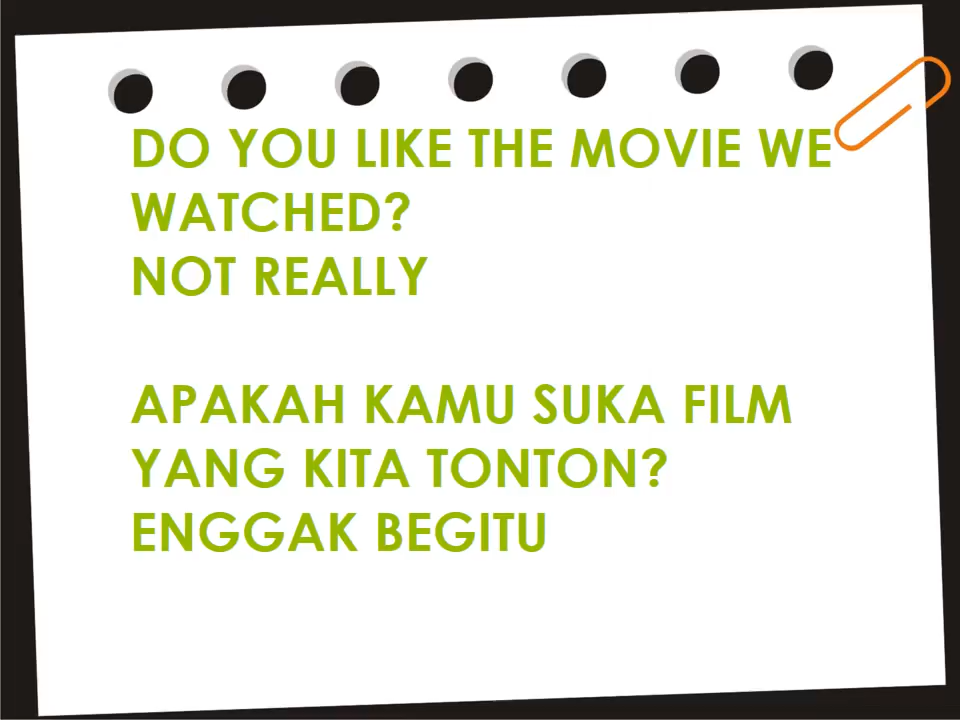 DO YOU LIKE THE MOVIE WE
WATCHED?
NOT REALLY
APAKAH KAMU SUKA FILM
YANG KITA TONTON?
ENGGAK BEGITU